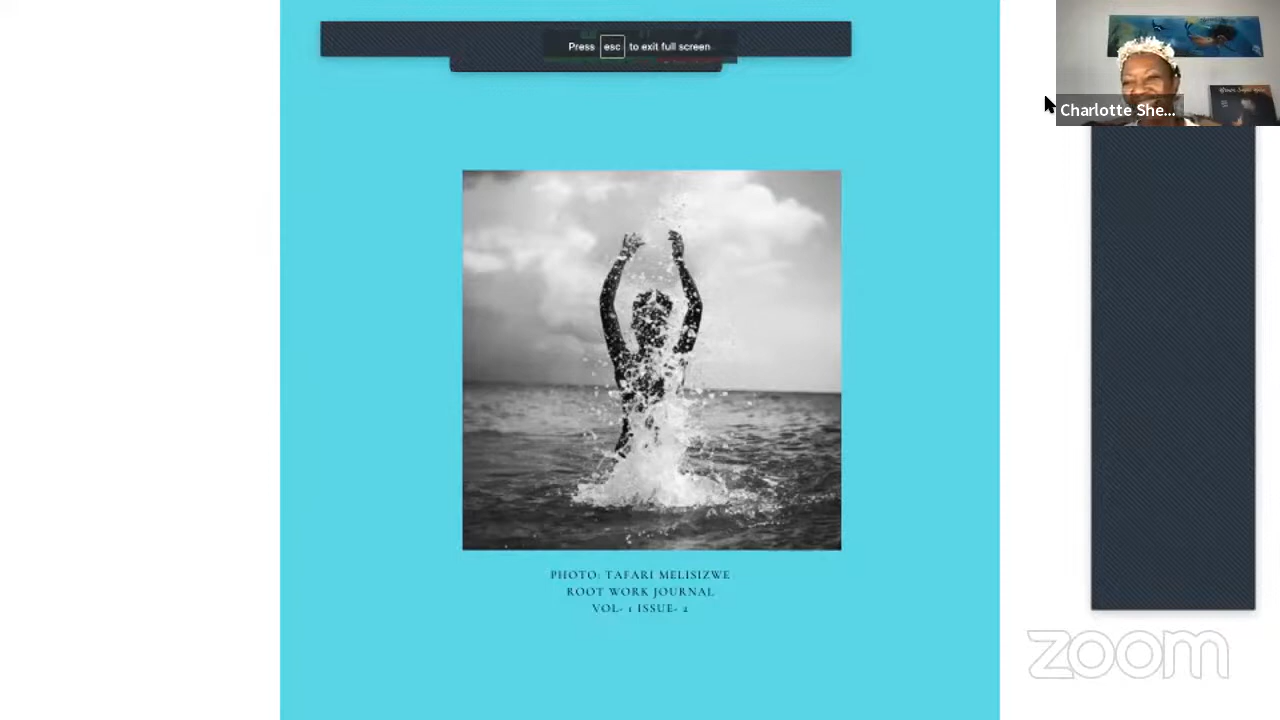 Press esc to exit full screen
Charlotte She...
PHOTO: TAFARI MELISIZWE
ROOT WORK JOURNAL
VOL- 1 ISSUE- 2
zoom